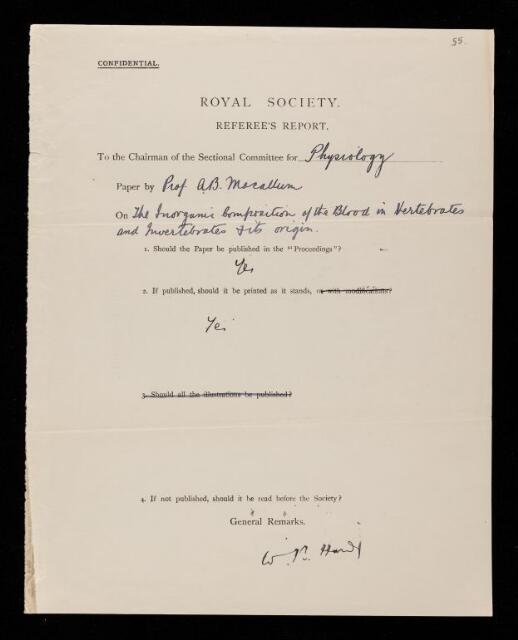 55.
CONFIDENTIAL.
ROYAL SOCIETY.
REFEREE'S REPORT.
To the Chairman of the Sectional Committee for Physiology
Paper by Prof A.B. Macallum
On The Inorganic Composition of the Blood in Vertebrates
and Invertebrates & its origin.
1. Should the Paper be published in the "Proceedings"?
Yes
2. If published, should it be printed as it stands, or with modifications?
Yes
3. Should all the illustrations be published?
4. If not published, should it be read before the Society?
General Remarks.
W.B. Hardy